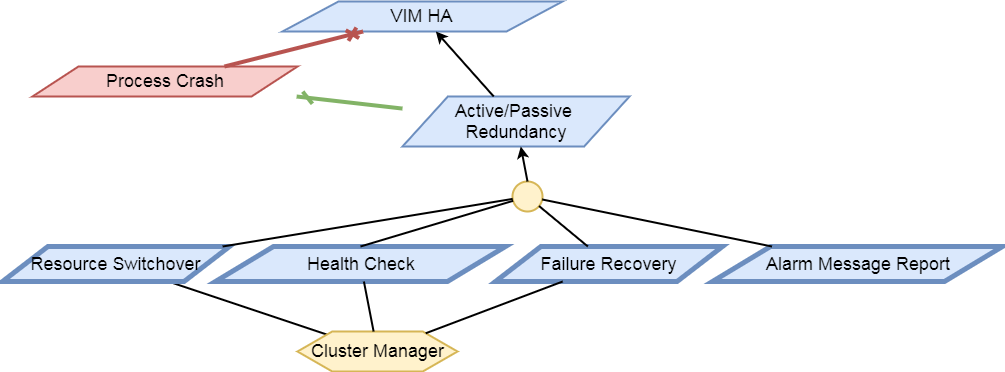 VIM HA
Process Crash
Active/Passive
Redundancy
Resource Switchover
Health Check
Failure Recovery
Alarm Message Report
Cluster Manager